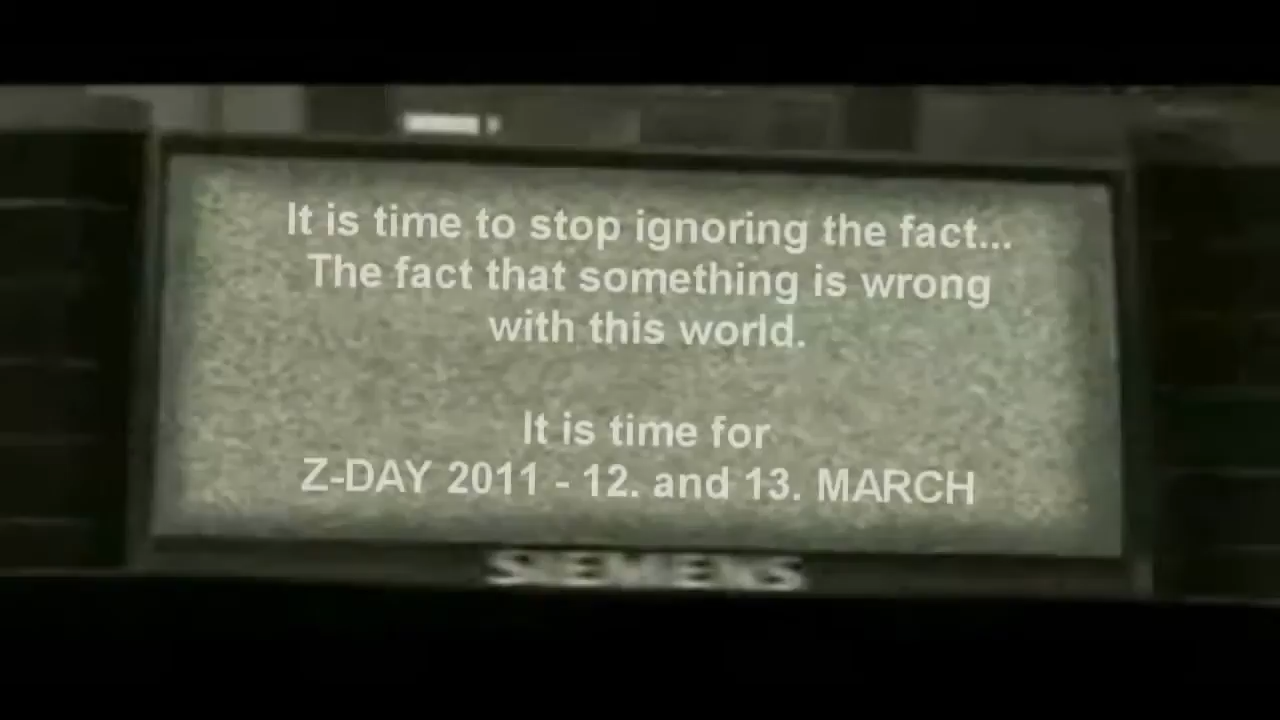 It is time to stop ignoring the fact...
The fact that something is wrong
with this world.
It is time for
Z-DAY 2011 - 12. and 13. MARCH
SIEMENS